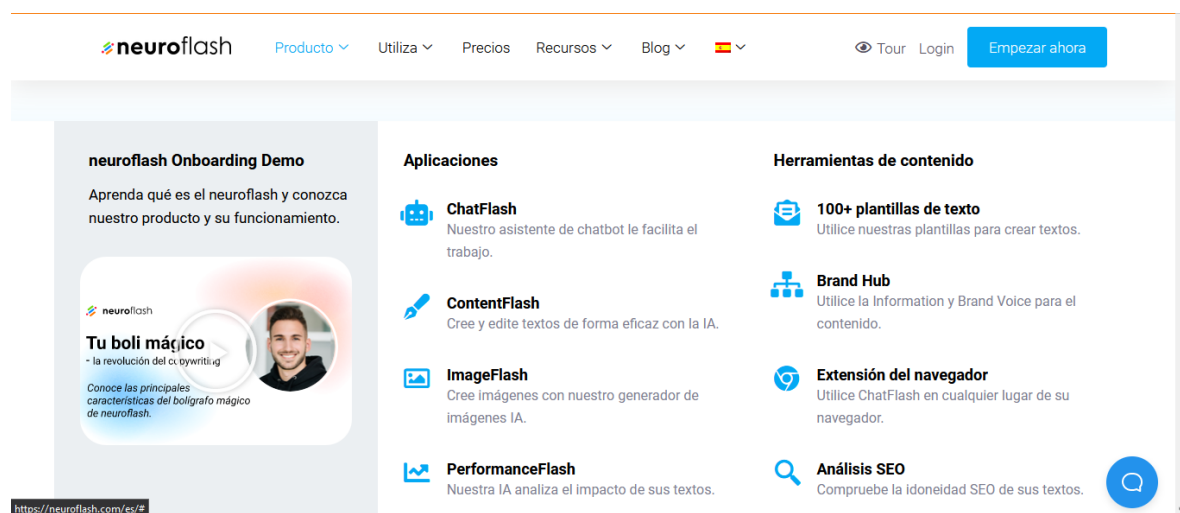 neuroflash
Producto
Utiliza
Precios
Recursos
Blog
Tour
Login
Empezar ahora
neuroflash Onboarding Demo
Aprenda qué es el neuroflash y conozca
nuestro producto y su funcionamiento.
neuroflash
Tu boli mágico
- la revolución del copywriting
Conoce las principales
características del bolígrafo mágico
de neuroflash.
Aplicaciones
ChatFlash
Nuestro asistente de chatbot le facilita el
trabajo.
ContentFlash
Cree y edite textos de forma eficaz con la IA.
ImageFlash
Cree imágenes con nuestro generador de
imágenes IA.
PerformanceFlash
Nuestra IA analiza el impacto de sus textos.
Herramientas de contenido
100+ plantillas de texto
Utilice nuestras plantillas para crear textos.
Brand Hub
Utilice la Information y Brand Voice para el
contenido.
Extensión del navegador
Utilice ChatFlash en cualquier lugar de su
navegador.
Análisis SEO
Compruebe la idoneidad SEO de sus textos.
https://neuroflash.com/es/#